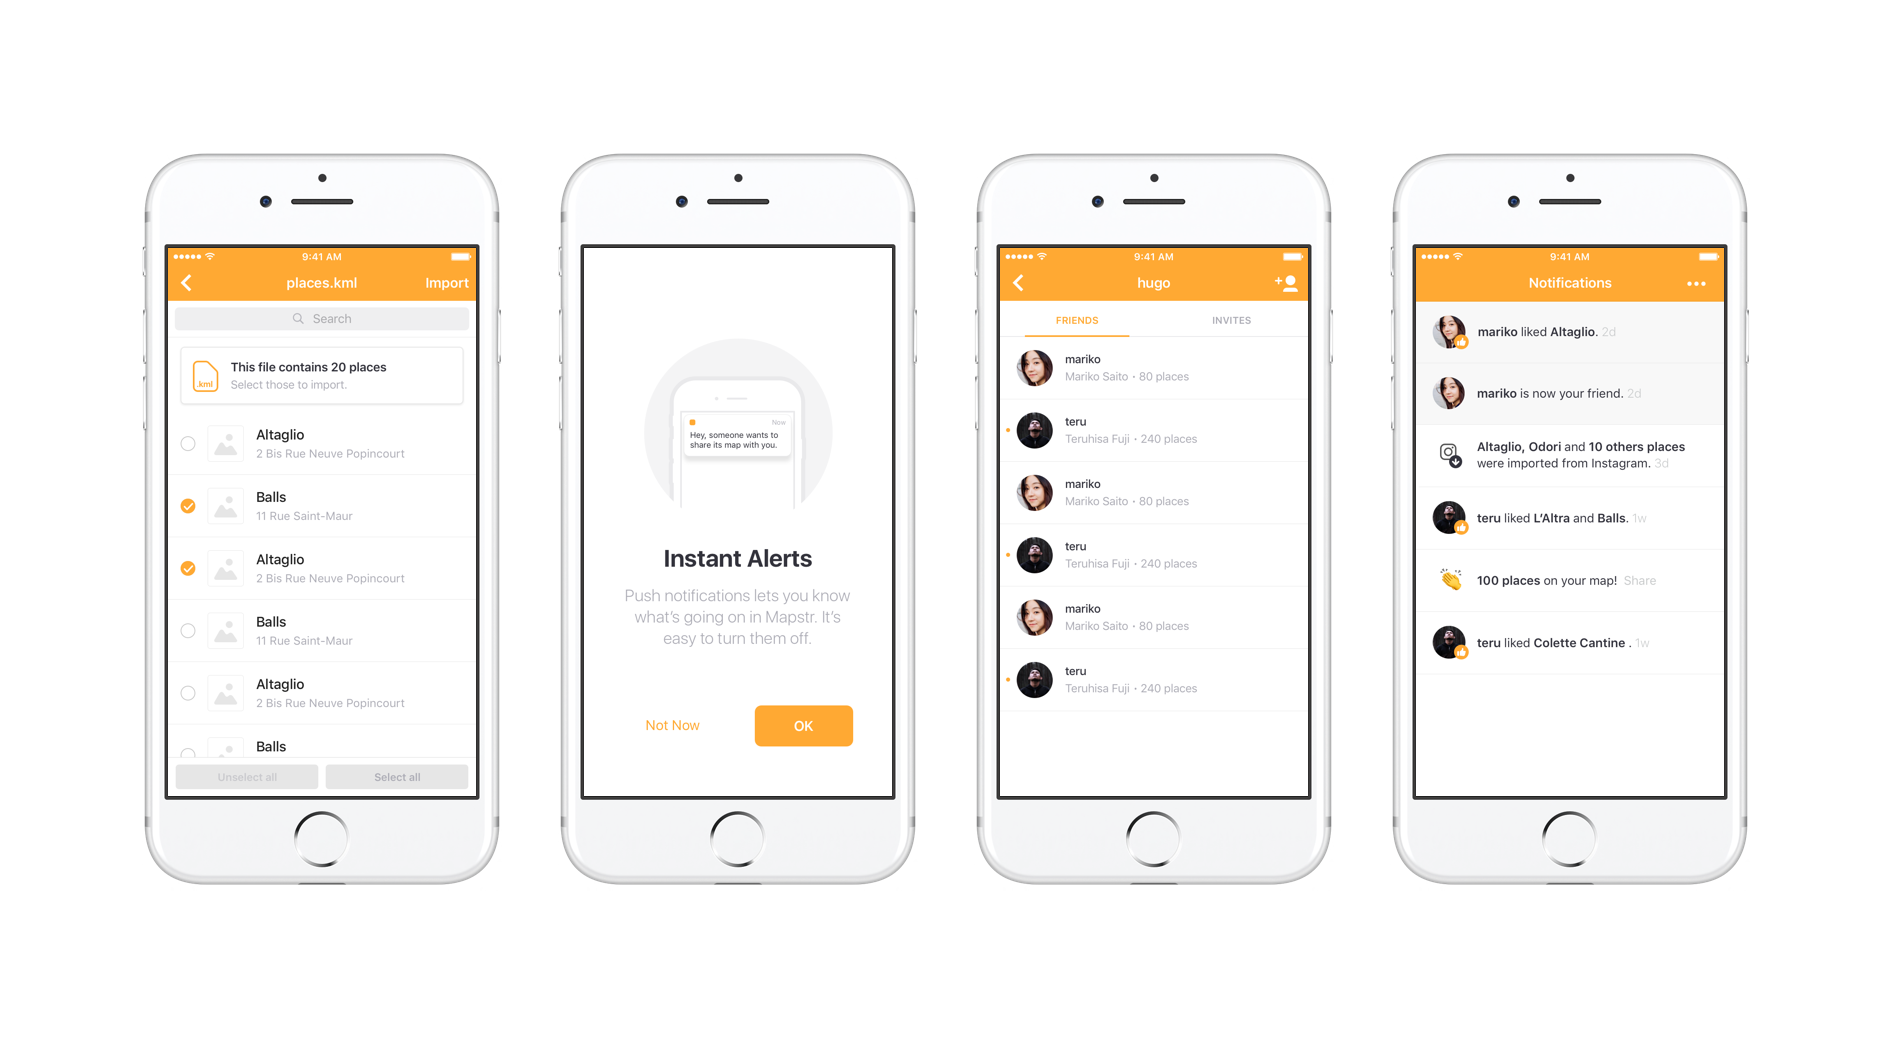 9:41 AM
places.kml
Import
Search
.kml
This file contains 20 places
Select those to import.
Altaglio
2 Bis Rue Neuve Popincourt
Balls
11 Rue Saint-Maur
Altaglio
2 Bis Rue Neuve Popincourt
Balls
11 Rue Saint-Maur
Altaglio
2 Bis Rue Neuve Popincourt
Balls
Unselect all
Select all
Now
Hey, someone wants to
share its map with you.
Instant Alerts
Push notifications lets you know
what's going on in Mapstr. It's
easy to turn them off.
Not Now
OK
9:41 AM
hugo
FRIENDS
INVITES
mariko
Mariko Saito • 80 places
teru
Teruhisa Fuji • 240 places
mariko
Mariko Saito • 80 places
teru
Teruhisa Fuji • 240 places
mariko
Mariko Saito • 80 places
teru
Teruhisa Fuji • 240 places
9:41 AM
Notifications
mariko liked Altaglio. 2d
mariko is now your friend. 2d
Altaglio, Odori and 10 others places
were imported from Instagram. 3d
teru liked L'Altra and Balls. 1w
100 places on your map! Share
teru liked Colette Cantine . 1w